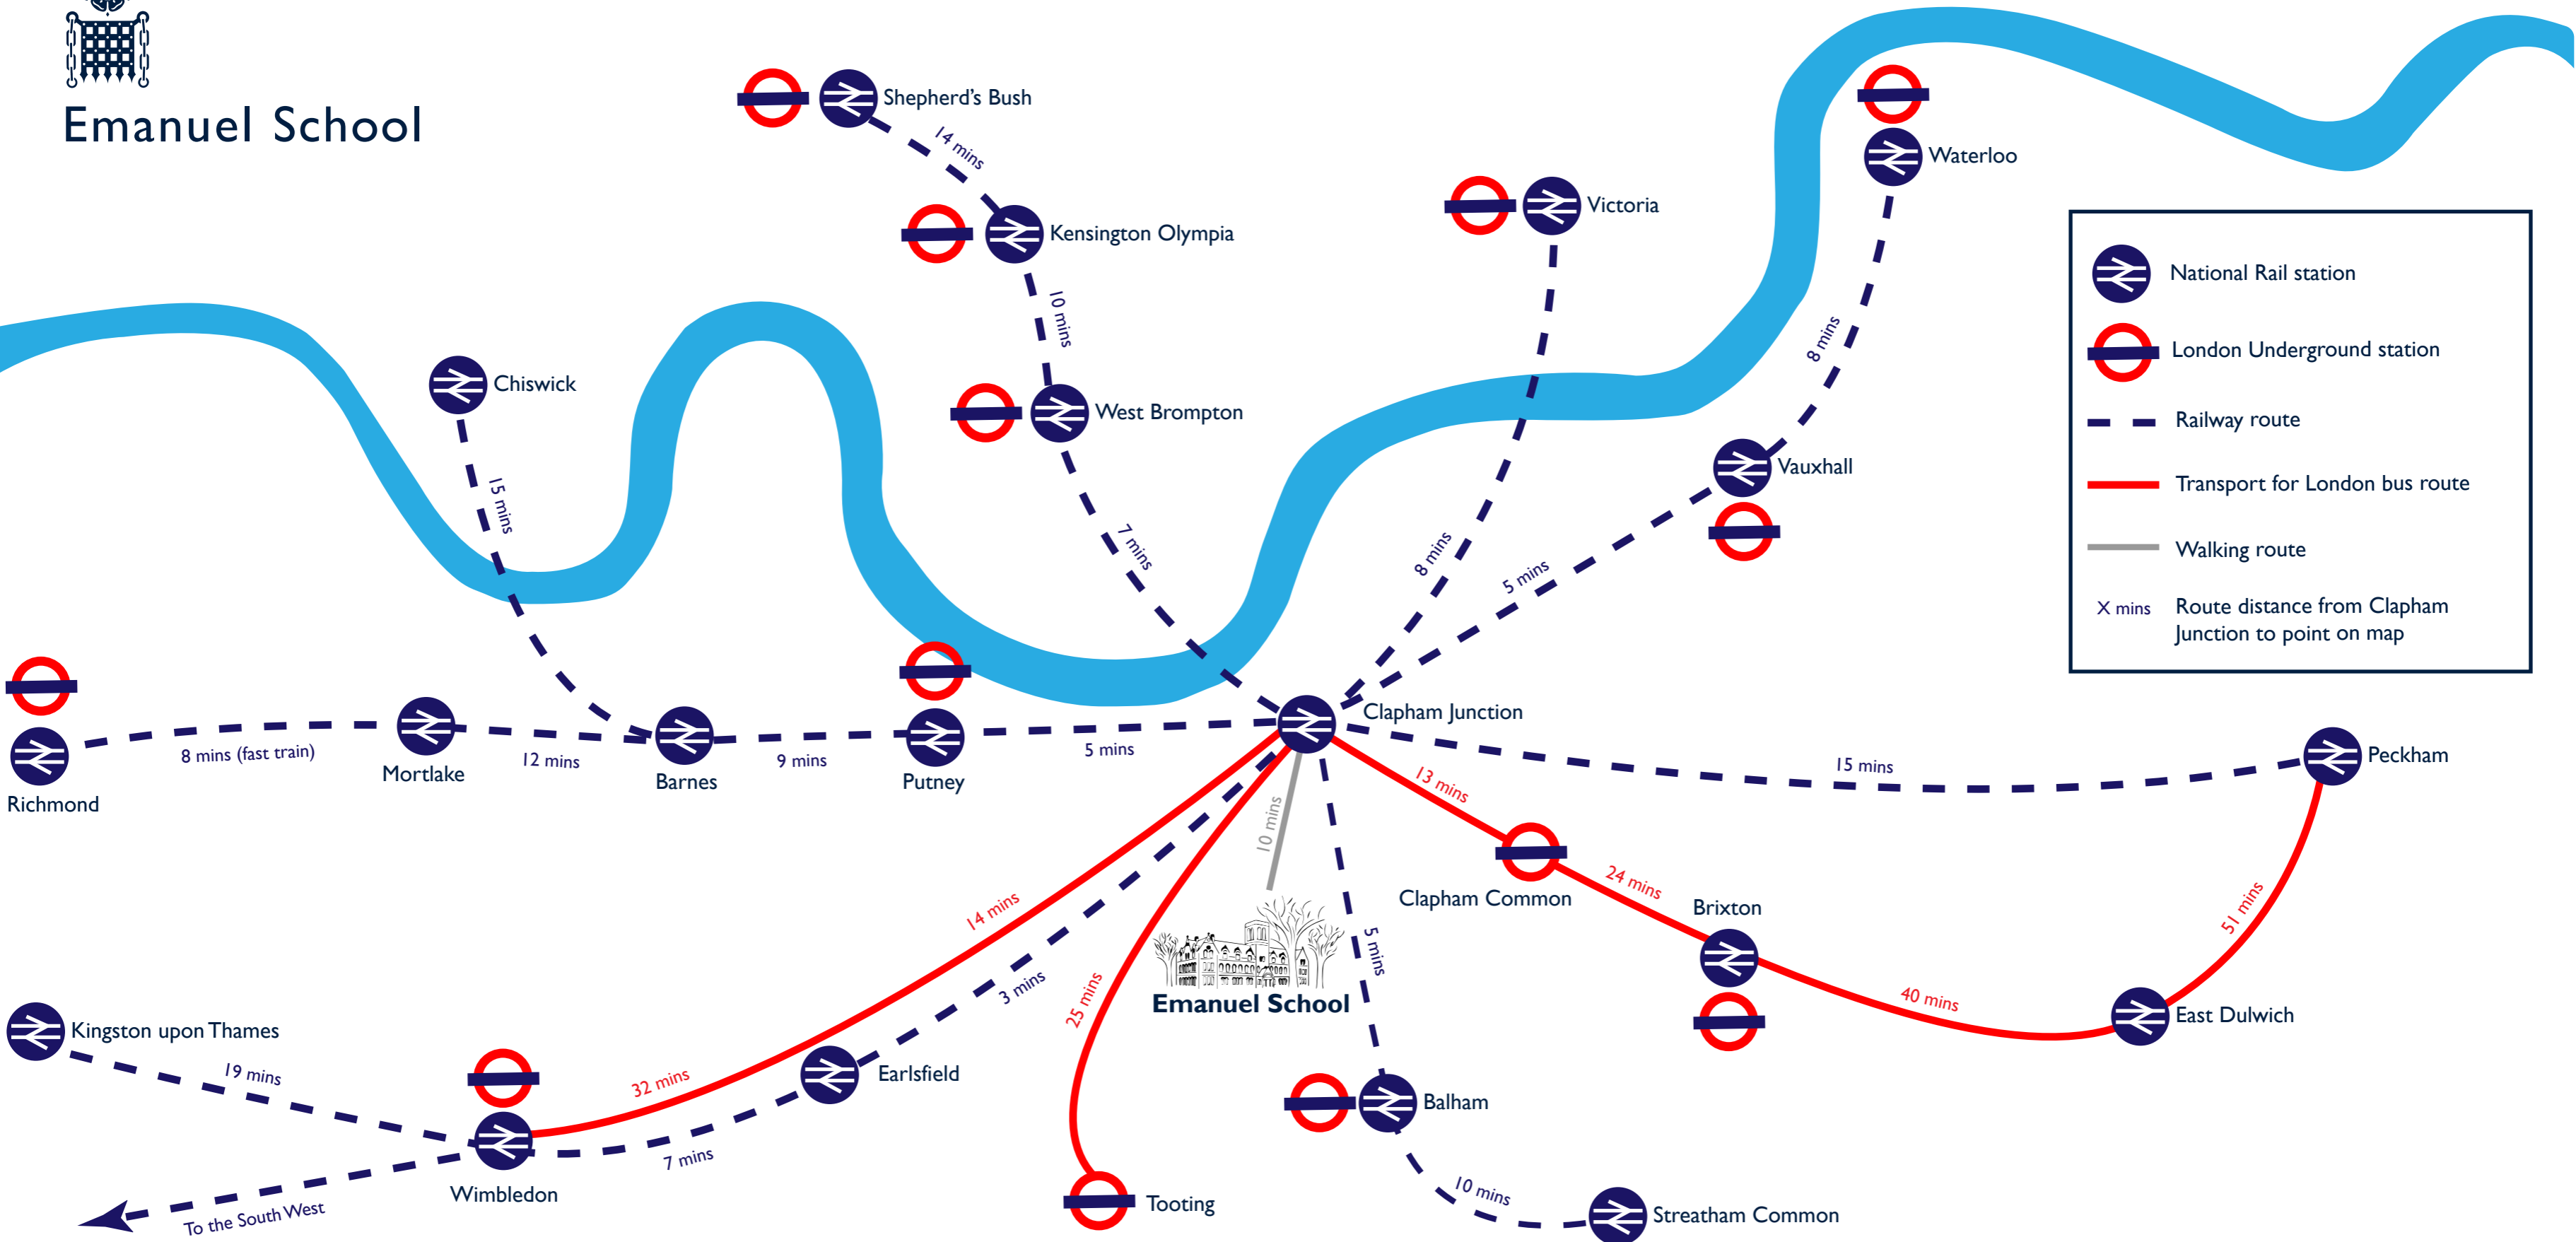 Emanuel School
Shepherd's Bush
14 mins
Kensington Olympia
10 mins
West Brompton
7 mins
Victoria
8 mins
Waterloo
8 mins
Vauxhall
5 mins
National Rail station
London Underground station
Railway route
Transport for London bus route
Walking route
X mins
Route distance from Clapham
Junction to point on map
Chiswick
15 mins
Richmond
8 mins (fast train)
Mortlake
12 mins
Barnes
9 mins
Putney
5 mins
Clapham Junction
15 mins
Peckham
13 mins
Clapham Common
24 mins
Brixton
40 mins
East Dulwich
51 mins
10 mins
Emanuel School
5 mins
Balham
10 mins
Streatham Common
14 mins
3 mins
25 mins
Tooting
Kingston upon Thames
19 mins
32 mins
Earlsfield
7 mins
Wimbledon
To the South West